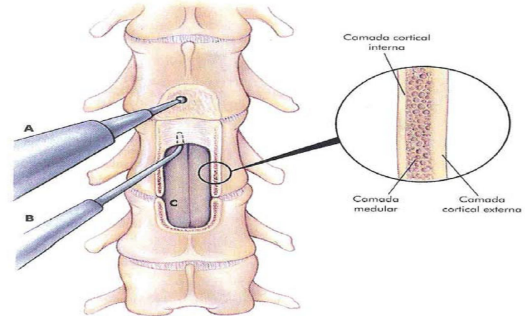 Camada cortical
interna
A
B
C
Camada
medular
Camada
cortical externa